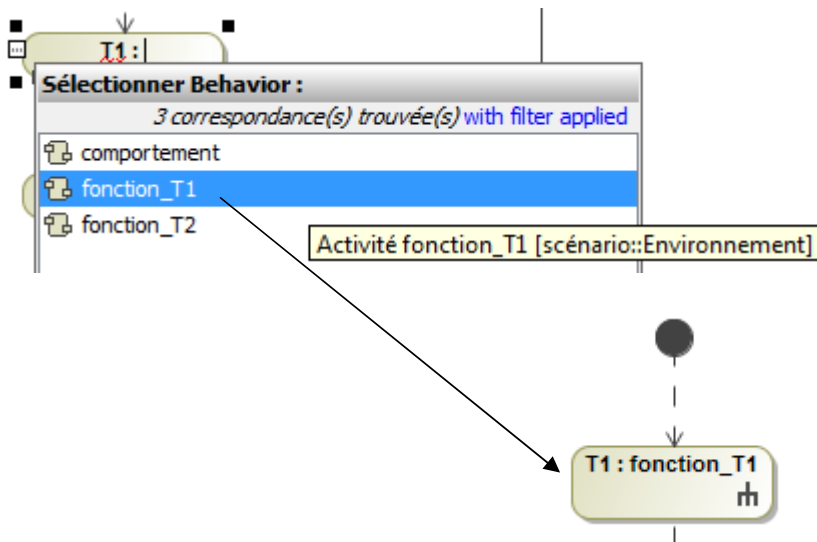 T1 :
Sélectionner Behavior :
3 correspondance(s) trouvée(s) with filter applied
comportement
fonction_T1
fonction_T2
Activité fonction_T1 [scénario::Environnement]
T1 : fonction_T1